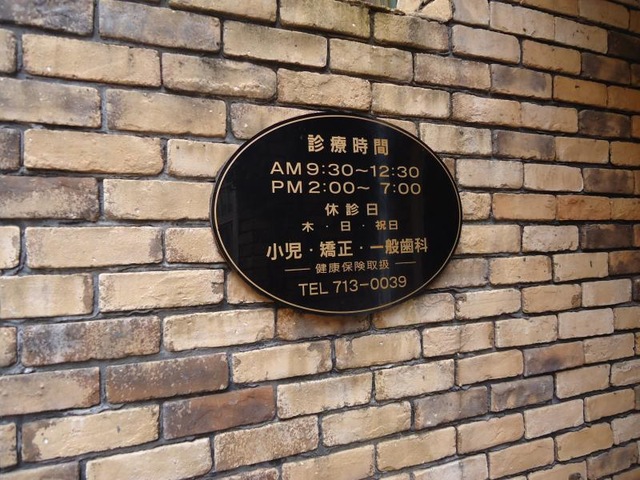 診療時間
AM 9:30～12:30
PM 2:00～ 7:00
休診日
木・日・祝日
小児・矯正・一般歯科
健康保険取扱
TEL 713-0039